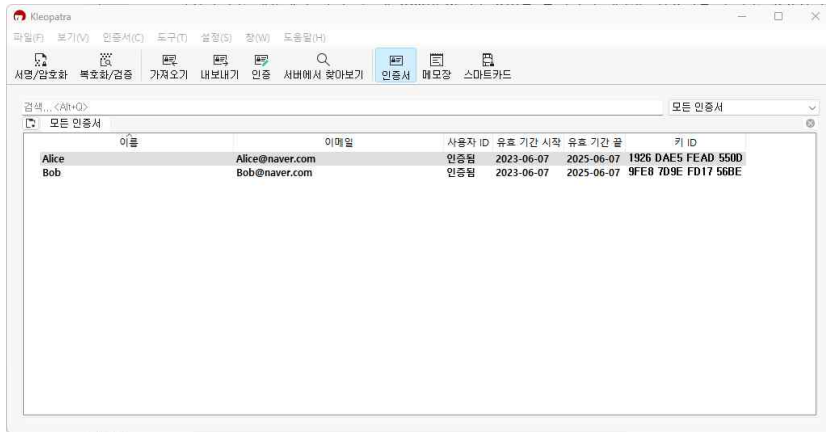 Kleopatra
파일(F) 보기(V) 인증서(C) 도구(T) 설정(S) 창(W) 도움말(H)
서명/암호화 복호화/검증 가져오기 내보내기 인증 서버에서 찾아보기 인증서 메모장 스마트카드
검색... <Alt+Q> 모든 인증서
모든 인증서
이름 이메일 사용자 ID 유효 기간 시작 유효 기간 끝 키 ID
Alice Alice@naver.com 인증됨 2023-06-07 2025-06-07 1926 DAE5 FEAD 550D
Bob Bob@naver.com 인증됨 2023-06-07 2025-06-07 9FE8 7D9E FD17 56BE